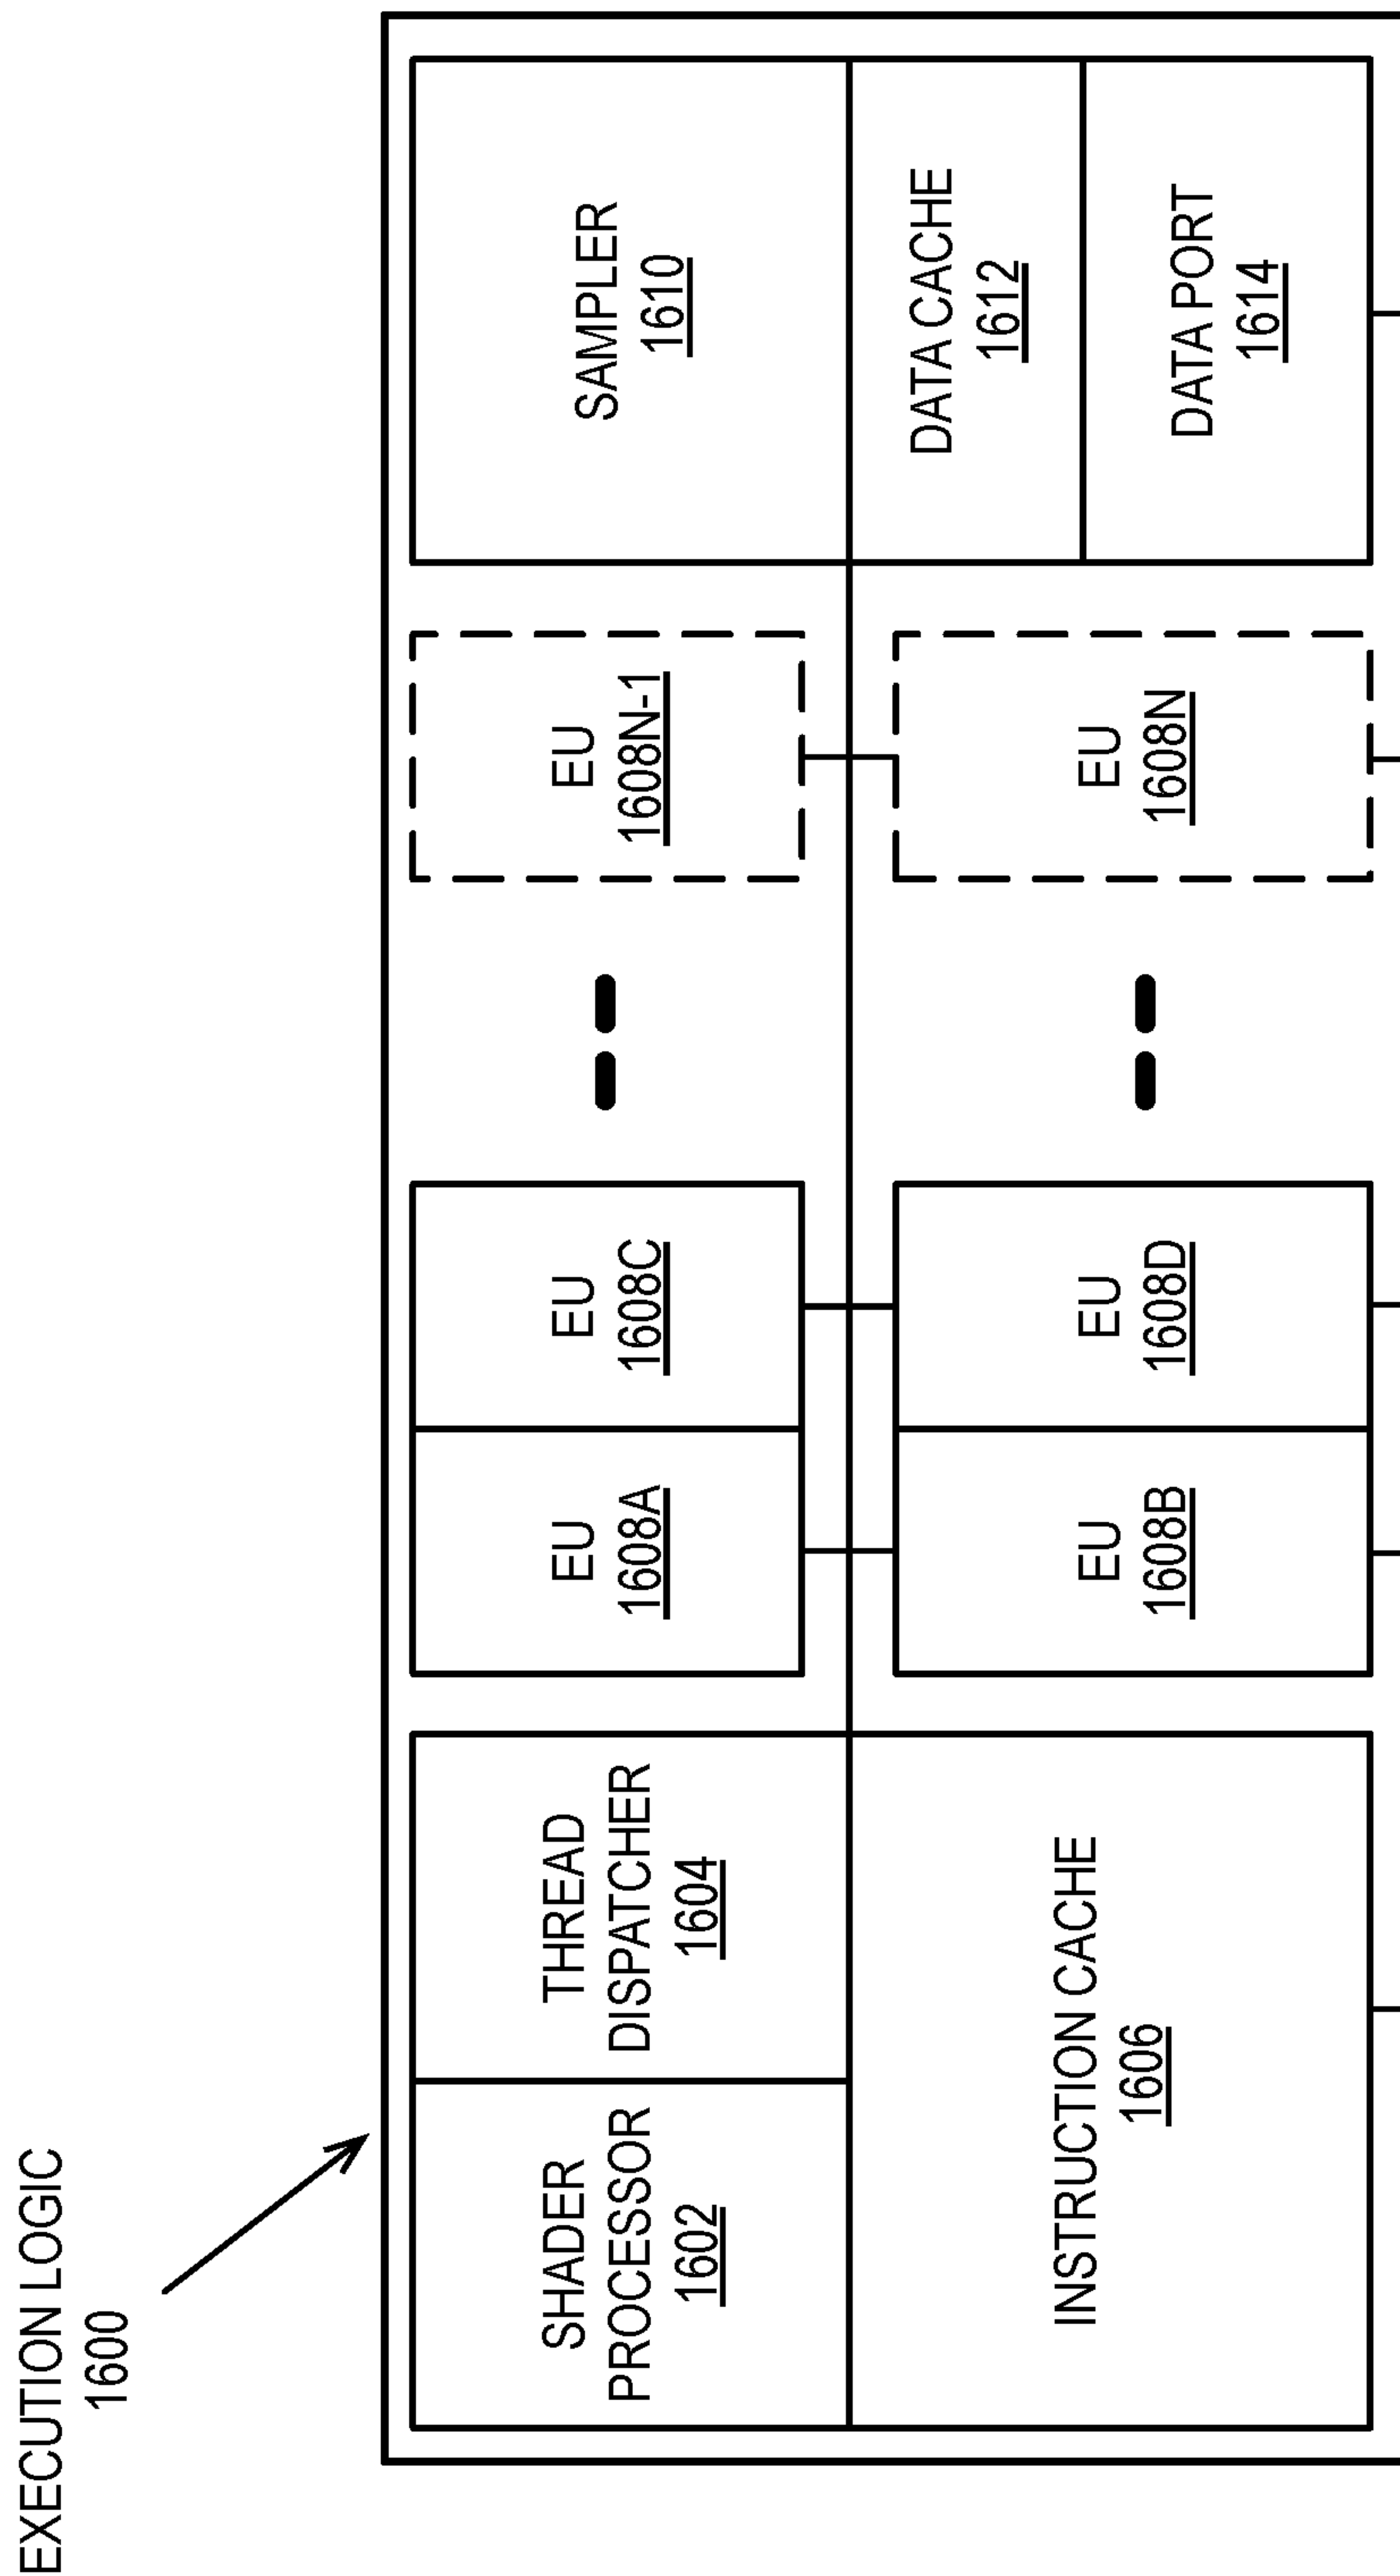 EXECUTION LOGIC
1600
SHADER
PROCESSOR
1602
THREAD
DISPATCHER
1604
EU
1608A
EU
1608C
EU
1608N-1
SAMPLER
1610
INSTRUCTION CACHE
1606
EU
1608B
EU
1608D
EU
1608N
DATA CACHE
1612
DATA PORT
1614